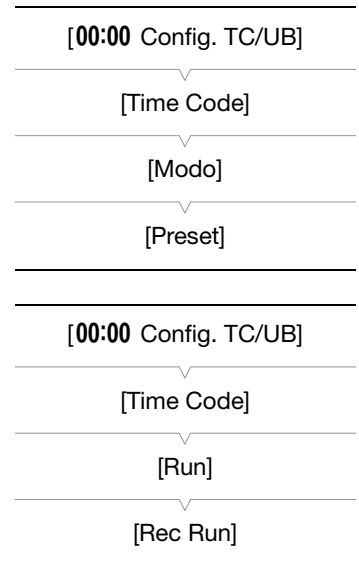 [00:00 Config. TC/UB]
[Time Code]
[Modo]
[Preset]
[00:00 Config. TC/UB]
[Time Code]
[Run]
[Rec Run]